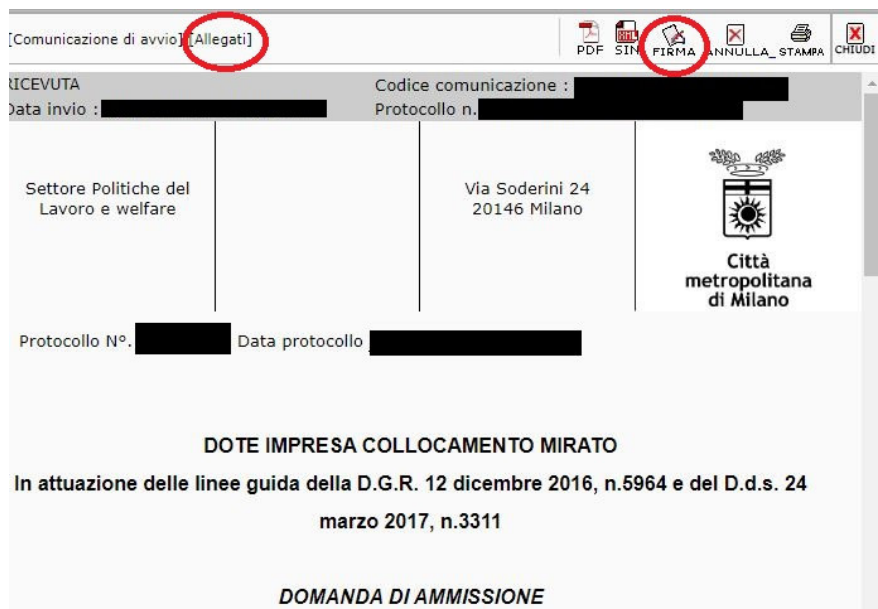 [Comunicazione di avvio] [Allegati]
PDF SIN FIRMA ANNULLA_ STAMPA CHIUDI
RICEVUTA Codice comunicazione :
Data invio : Protocollo n.
Settore Politiche del
Lavoro e welfare
Via Soderini 24
20146 Milano
Città
metropolitana
di Milano
Protocollo N°. Data protocollo
DOTE IMPRESA COLLOCAMENTO MIRATO
In attuazione delle linee guida della D.G.R. 12 dicembre 2016, n.5964 e del D.d.s. 24
marzo 2017, n.3311
DOMANDA DI AMMISSIONE